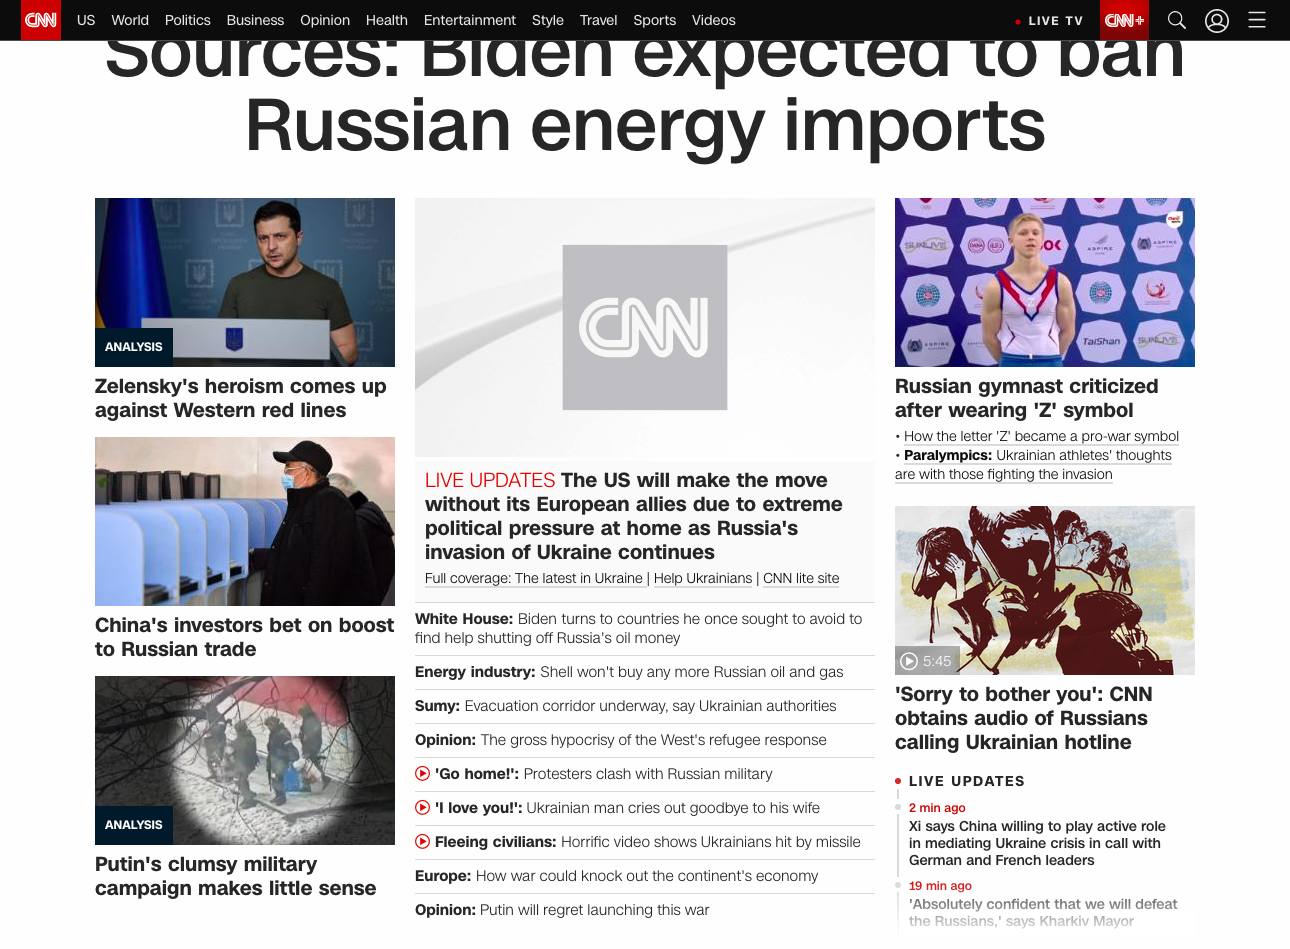 CNN
US
World
Politics
Business
Opinion
Health
Entertainment
Style
Travel
Sports
Videos
LIVE TV
CNN+
Sources: Biden expected to ban
Russian energy imports
ANALYSIS
Zelensky's heroism comes up
against Western red lines
China's investors bet on boost
to Russian trade
ANALYSIS
Putin's clumsy military
campaign makes little sense
CNN
LIVE UPDATES The US will make the move
without its European allies due to extreme
political pressure at home as Russia's
invasion of Ukraine continues
Full coverage: The latest in Ukraine | Help Ukrainians | CNN lite site
White House: Biden turns to countries he once sought to avoid to
find help shutting off Russia's oil money
Energy industry: Shell won't buy any more Russian oil and gas
Sumy: Evacuation corridor underway, say Ukrainian authorities
Opinion: The gross hypocrisy of the West's refugee response
'Go home!': Protesters clash with Russian military
'I love you!': Ukrainian man cries out goodbye to his wife
Fleeing civilians: Horrific video shows Ukrainians hit by missile
Europe: How war could knock out the continent's economy
Opinion: Putin will regret launching this war
ASPIRE
TaiShan
Russian gymnast criticized
after wearing 'Z' symbol
• How the letter 'Z' became a pro-war symbol
• Paralympics: Ukrainian athletes' thoughts
are with those fighting the invasion
5:45
'Sorry to bother you': CNN
obtains audio of Russians
calling Ukrainian hotline
LIVE UPDATES
2 min ago
Xi says China willing to play active role
in mediating Ukraine crisis in call with
German and French leaders
19 min ago
'Absolutely confident that we will defeat
the Russians,' says Kharkiv Mayor